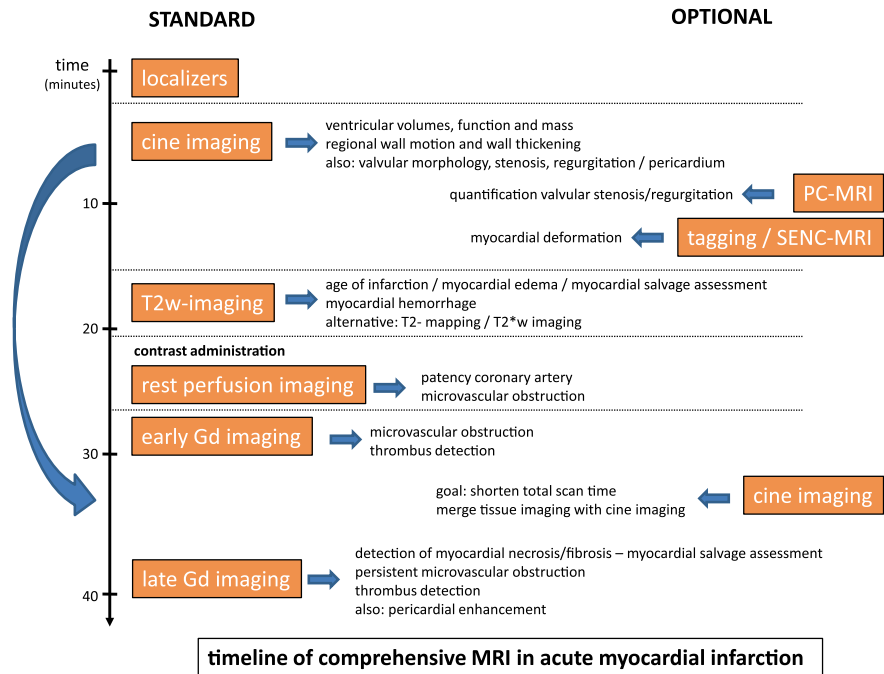 STANDARD
OPTIONAL
time
(minutes)
localizers
cine imaging
ventricular volumes, function and mass
regional wall motion and wall thickening
also: valvular morphology, stenosis, regurgitation / pericardium
quantification valvular stenosis/regurgitation
PC-MRI
10
myocardial deformation
tagging / SENC-MRI
T2w-imaging
age of infarction / myocardial edema / myocardial salvage assessment
myocardial hemorrhage
alternative: T2- mapping / T2*w imaging
20
contrast administration
rest perfusion imaging
patency coronary artery
microvascular obstruction
early Gd imaging
microvascular obstruction
thrombus detection
30
goal: shorten total scan time
merge tissue imaging with cine imaging
cine imaging
late Gd imaging
detection of myocardial necrosis/fibrosis – myocardial salvage assessment
persistent microvascular obstruction
thrombus detection
also: pericardial enhancement
40
timeline of comprehensive MRI in acute myocardial infarction